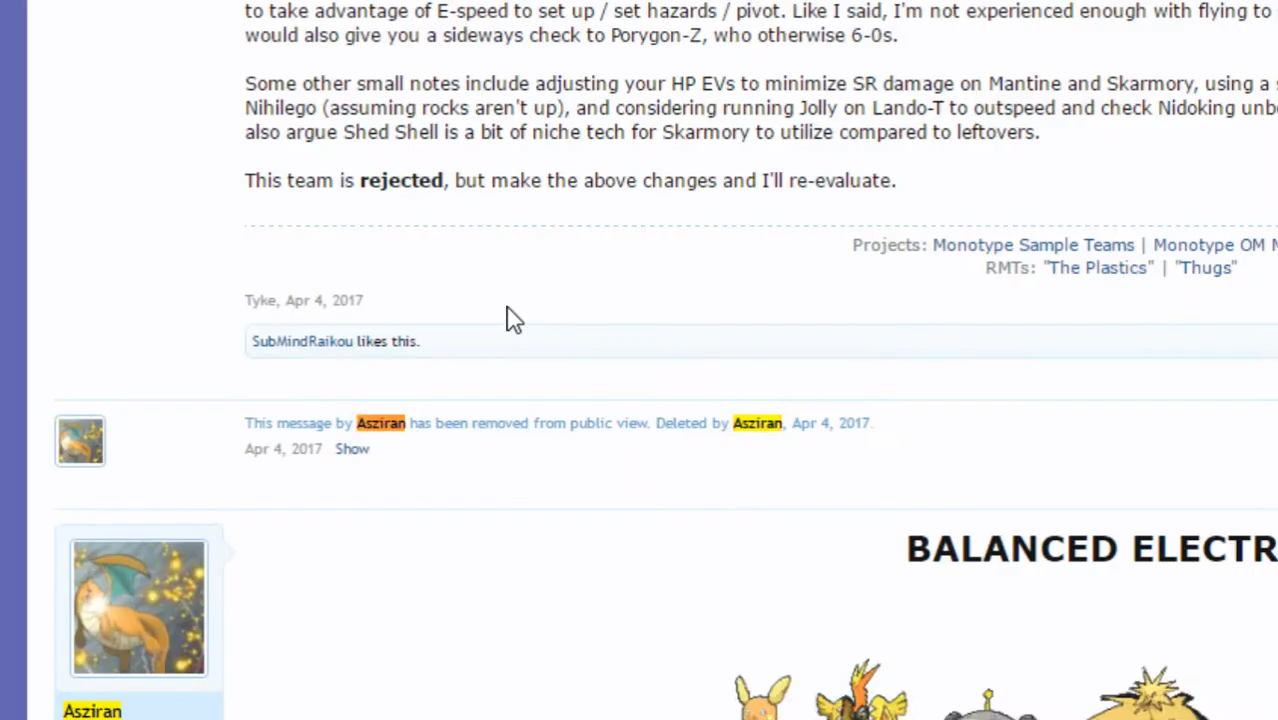 to take advantage of E-speed to set up / set hazards / pivot. Like I said, I'm not experienced enough with flying to
would also give you a sideways check to Porygon-Z, who otherwise 6-0s.
Some other small notes include adjusting your HP EVs to minimize SR damage on Mantine and Skarmory, using a
Nihilego (assuming rocks aren't up), and considering running Jolly on Lando-T to outspeed and check Nidoking
also argue Shed Shell is a bit of niche tech for Skarmory to utilize compared to leftovers.
This team is rejected, but make the above changes and I'll re-evaluate.
Projects: Monotype Sample Teams | Monotype OM
RMTs: "The Plastics" | "Thugs"
Tyke, Apr 4, 2017
SubMindRaikou likes this.
This message by Asziran has been removed from public view. Deleted by Asziran, Apr 4, 2017.
Apr 4, 2017 Show
BALANCED ELECTR
Asziran